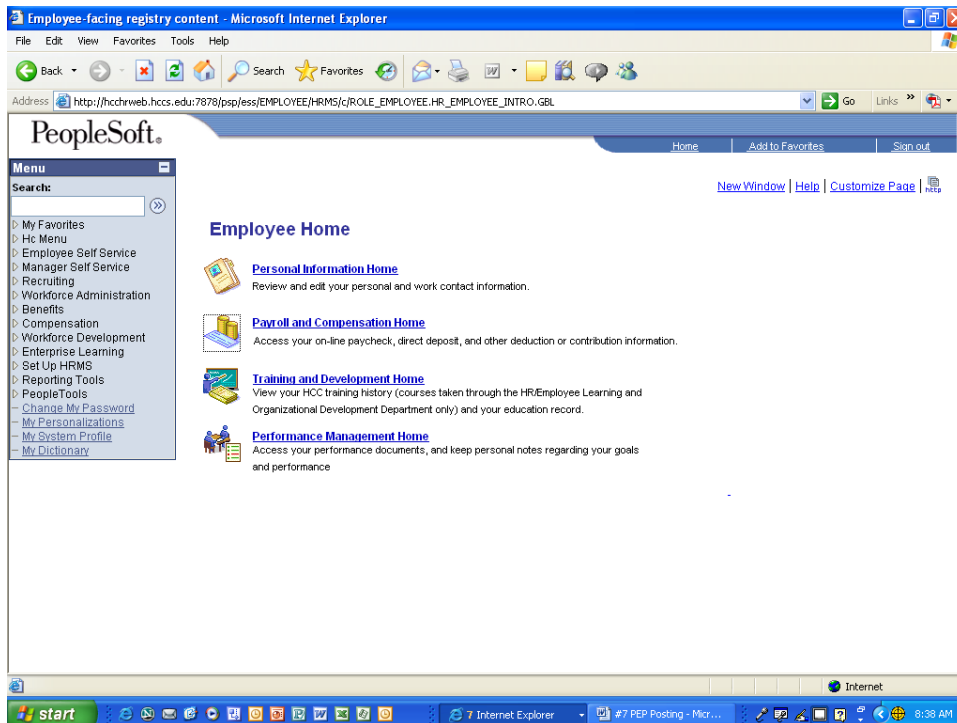 Employee-facing registry content - Microsoft Internet Explorer
File Edit View Favorites Tools Help
Back Search Favorites
Address http://hcchrweb.hccs.edu:7878/psp/ess/EMPLOYEE/HRMS/c/ROLE_EMPLOYEE.HR_EMPLOYEE_INTRO.GBL Go Links »
PeopleSoft®
Home Add to Favorites Sign out
Menu
New Window | Help | Customize Page | http
Search:
My Favorites
Hc Menu
Employee Self Service
Manager Self Service
Recruiting
Workforce Administration
Benefits
Compensation
Workforce Development
Enterprise Learning
Set Up HRMS
Reporting Tools
PeopleTools
– Change My Password
– My Personalizations
– My System Profile
– My Dictionary
Employee Home
Personal Information Home
Review and edit your personal and work contact information.
Payroll and Compensation Home
Access your on-line paycheck, direct deposit, and other deduction or contribution information.
Training and Development Home
View your HCC training history (courses taken through the HR/Employee Learning and
Organizational Development Department only) and your education record.
Performance Management Home
Access your performance documents, and keep personal notes regarding your goals
and performance
-
Internet
start 7 Internet Explorer #7 PEP Posting - Micr... 8:38 AM